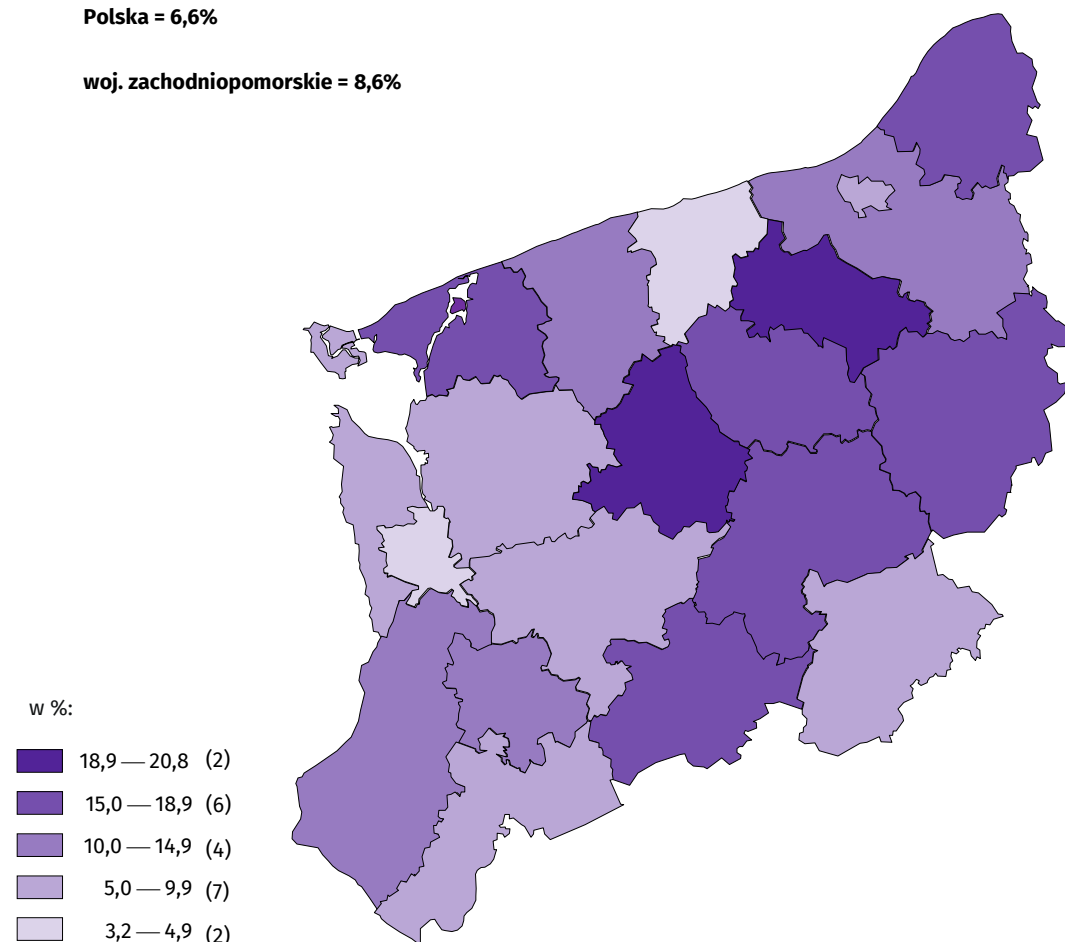 Polska = 6,6%
woj. zachodniopomorskie = 8,6%
w %:
18,9 — 20,8 (2)
15,0 — 18,9 (6)
10,0 — 14,9 (4)
5,0 — 9,9 (7)
3,2 — 4,9 (2)